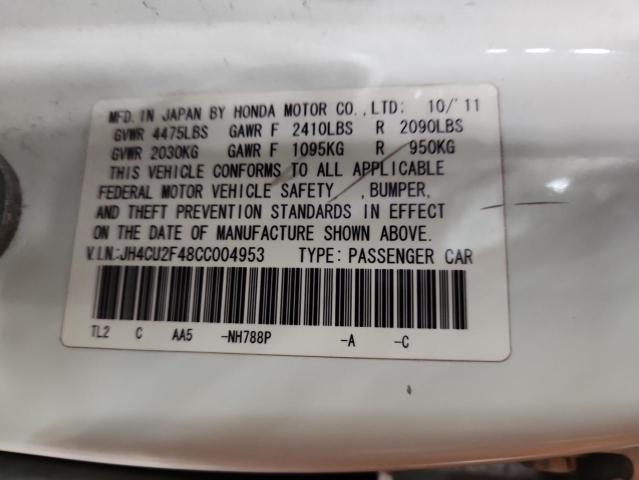 MFD. IN JAPAN BY HONDA MOTOR CO., LTD: 10/'11
GVWR 4475LBS GAWR F 2410LBS R 2090LBS
GVWR 2030KG GAWR F 1095KG R 950KG
THIS VEHICLE CONFORMS TO ALL APPLICABLE
FEDERAL MOTOR VEHICLE SAFETY , BUMPER,
AND THEFT PREVENTION STANDARDS IN EFFECT
ON THE DATE OF MANUFACTURE SHOWN ABOVE.
V.I.N.:JH4CU2F48CC004953 TYPE: PASSENGER CAR
TL2 C AA5 -NH788P -A -C